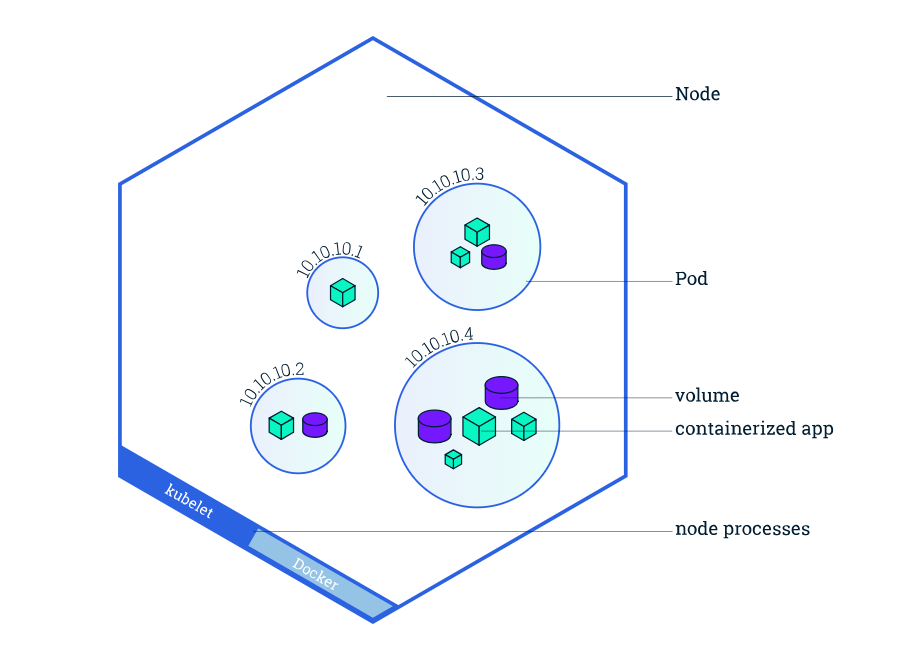 Node
10.10.10.3
10.10.10.1
Pod
10.10.10.4
10.10.10.2
volume
containerized app
kubelet
node processes
Docker